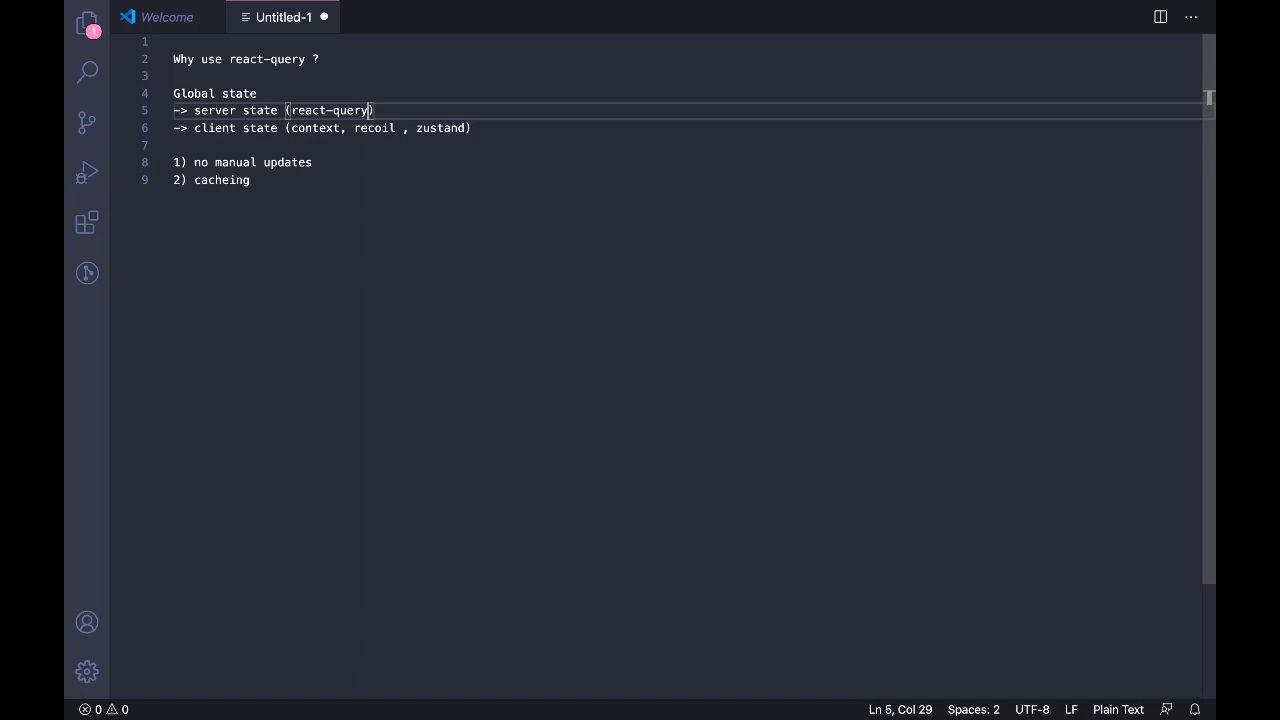 Welcome
Untitled-1
1
1
2 Why use react-query ?
3
4 Global state
5 -> server state (react-query)
6 -> client state (context, recoil , zustand)
7
8 1) no manual updates
9 2) cacheing
0 0
Ln 5, Col 29 Spaces: 2 UTF-8 LF Plain Text